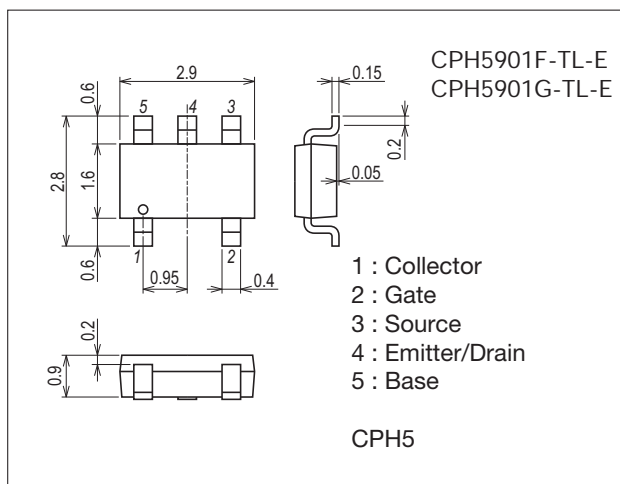 CPH5901F-TL-E
CPH5901G-TL-E
2.9
0.15
0.6
5
4
3
0.2
2.8
1.6
0.05
0.6
1
2
0.95
0.4
1 : Collector
2 : Gate
3 : Source
4 : Emitter/Drain
5 : Base
0.2
0.9
CPH5